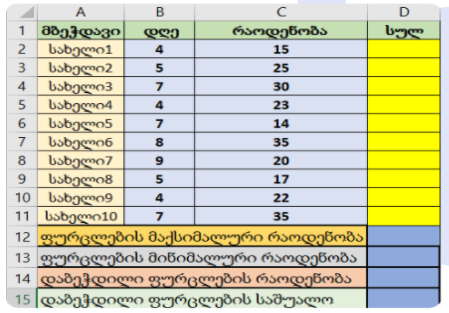 A B C D
1 მბეჭდავი დღე რაოდენობა სულ
2 სახელი1 4 15
3 სახელი2 5 25
4 სახელი3 7 30
5 სახელი4 4 23
6 სახელი5 7 14
7 სახელი6 8 35
8 სახელი7 9 20
9 სახელი8 5 17
10 სახელი9 4 22
11 სახელი10 7 35
12 ფურცლების მაქსიმალური რაოდენობა
13 ფურცლების მინიმალური რაოდენობა
14 დაბეჭდილი ფურცლების რაოდენობა
15 დაბეჭდილი ფურცლების საშუალო